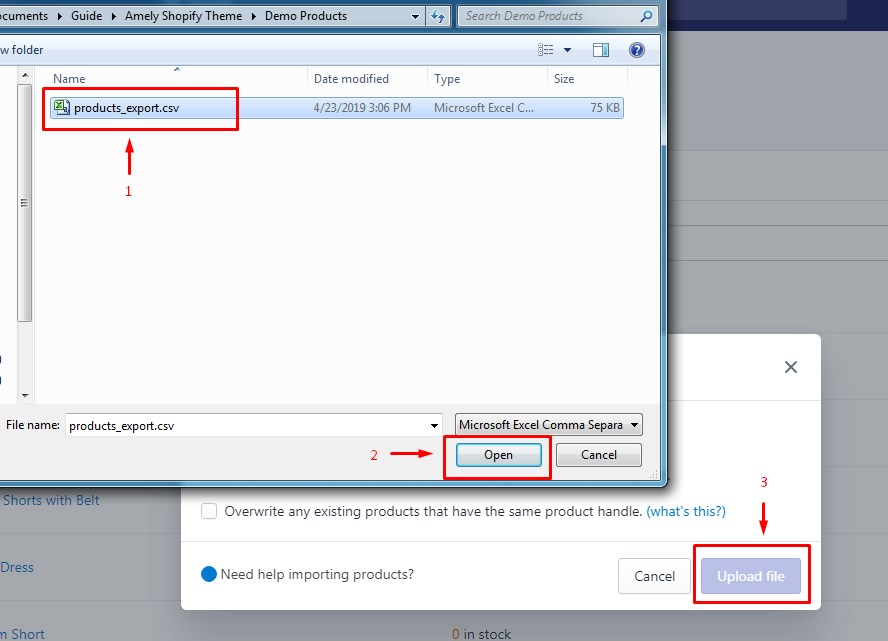 cuments Guide Amely Shopify Theme Demo Products Search Demo Products
w folder
Name Date modified Type Size
products_export.csv 4/23/2019 3:06 PM Microsoft Excel C... 75 KB
1
File name: products_export.csv Microsoft Excel Comma Separa
2 Open Cancel
Shorts with Belt
3
Overwrite any existing products that have the same product handle. (what's this?)
Dress
Need help importing products? Cancel Upload file
m Short 0 in stock